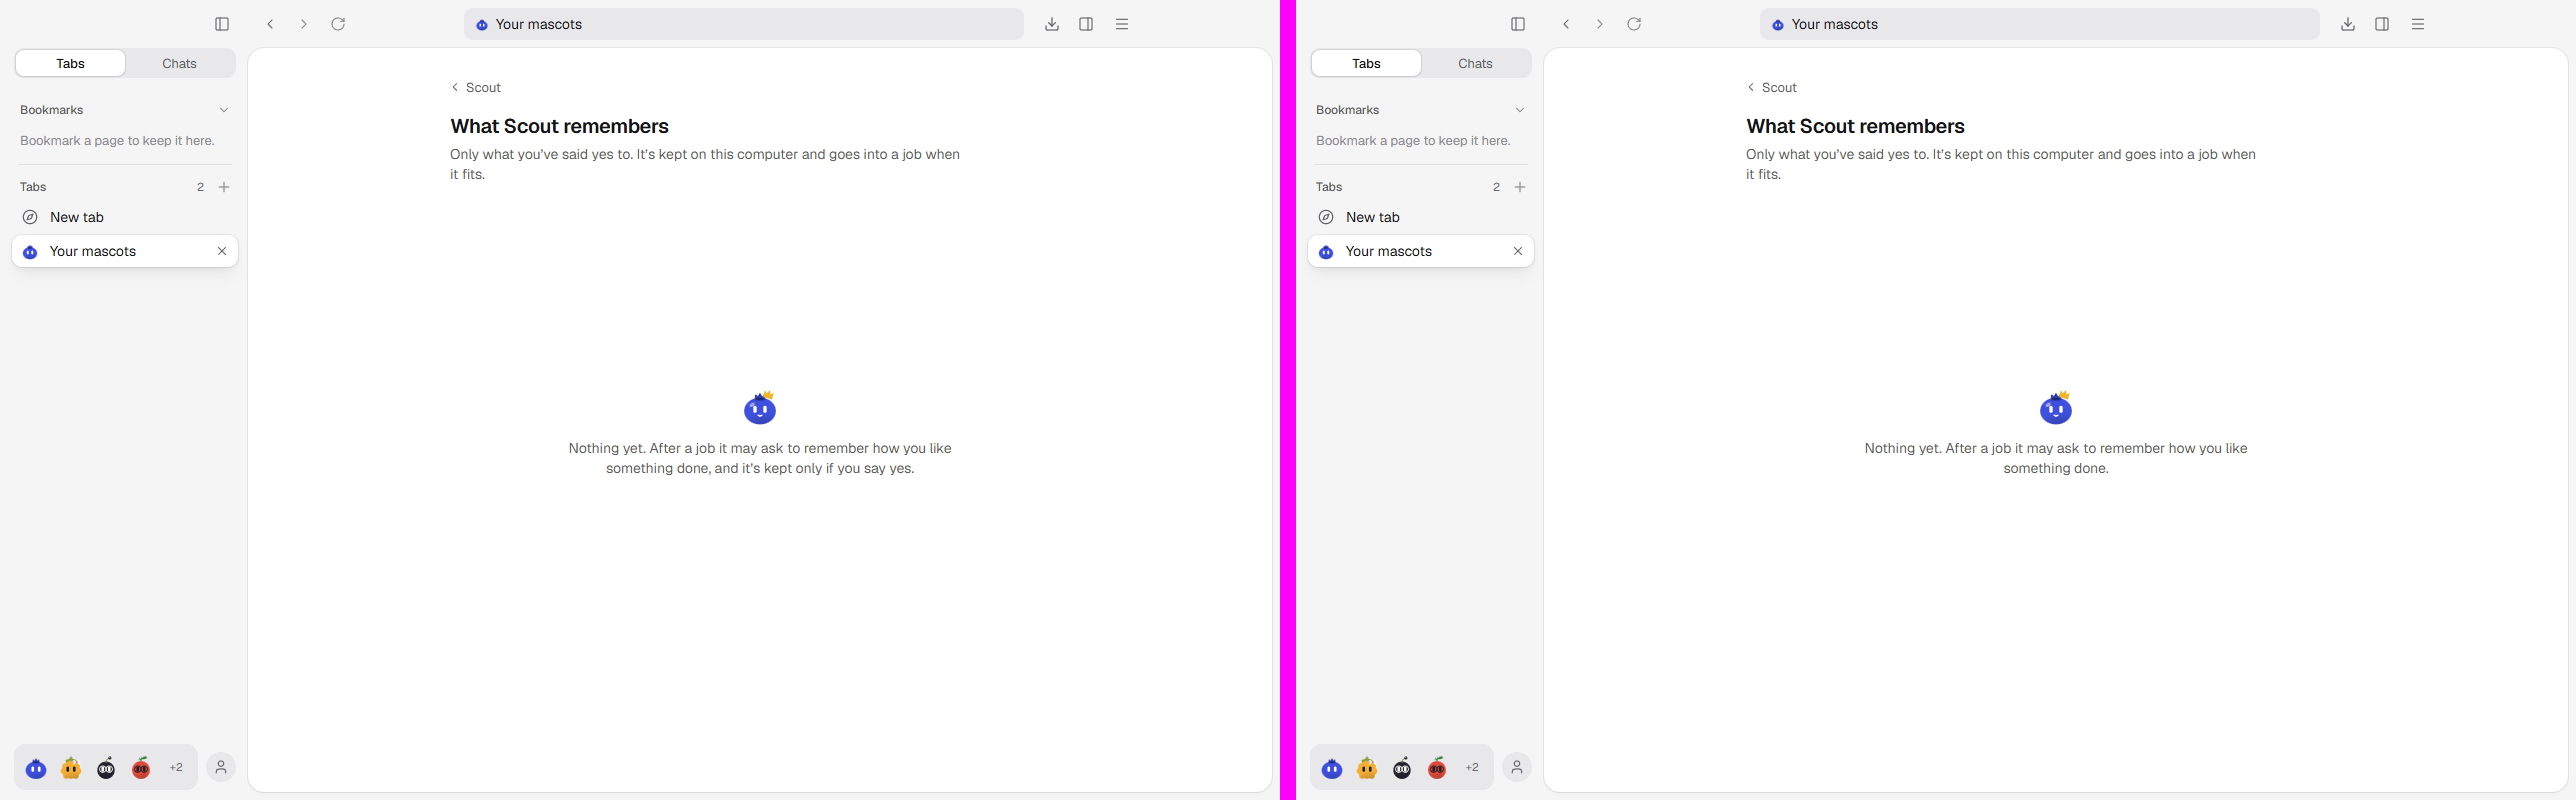 Your mascots
Tabs
Chats
Bookmarks
Bookmark a page to keep it here.
Tabs
2
New tab
Your mascots
+2
Scout
What Scout remembers
Only what you've said yes to. It's kept on this computer and goes into a job when
it fits.
Nothing yet. After a job it may ask to remember how you like
something done, and it's kept only if you say yes.
Your mascots
Tabs
Chats
Bookmarks
Bookmark a page to keep it here.
Tabs
2
New tab
Your mascots
+2
Scout
What Scout remembers
Only what you've said yes to. It's kept on this computer and goes into a job when
it fits.
Nothing yet. After a job it may ask to remember how you like
something done.